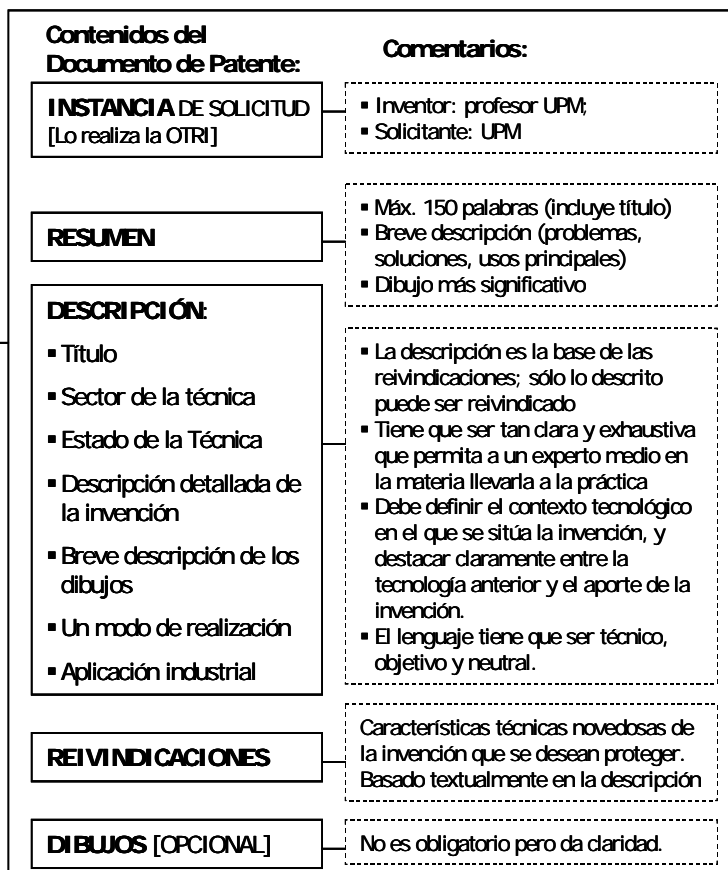 Contenidos del
Documento de Patente:
Comentarios:
INSTANCIA DE SOLICITUD
[Lo realiza la OTRI]
▪ Inventor: profesor UPM;
▪ Solicitante: UPM
RESUMEN
▪ Máx. 150 palabras (incluye título)
▪ Breve descripción (problemas,
soluciones, usos principales)
▪ Dibujo más significativo
DESCRIPCIÓN:
▪ Título
▪ Sector de la técnica
▪ Estado de la Técnica
▪ Descripción detallada de
la invención
▪ Breve descripción de los
dibujos
▪ Un modo de realización
▪ Aplicación industrial
▪ La descripción es la base de las
reivindicaciones; sólo lo descrito
puede ser reivindicado
▪ Tiene que ser tan clara y exhaustiva
que permita a un experto medio en
la materia llevarla a la práctica
▪ Debe definir el contexto tecnológico
en el que se sitúa la invención, y
destacar claramente entre la
tecnología anterior y el aporte de la
invención.
▪ El lenguaje tiene que ser técnico,
objetivo y neutral.
REIVINDICACIONES
Características técnicas novedosas de
la invención que se desean proteger.
Basado textualmente en la descripción
DIBUJOS [OPCIONAL]
No es obligatorio pero da claridad.